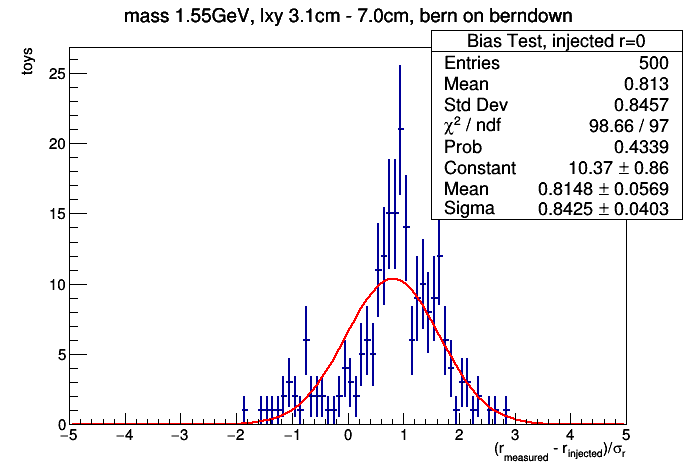 mass 1.55GeV, lxy 3.1cm - 7.0cm, bern on berndown
toys
Bias Test, injected r=0
Entries 500
Mean 0.813
Std Dev 0.8457
χ² / ndf 98.66 / 97
Prob 0.4339
Constant 10.37 ± 0.86
Mean 0.8148 ± 0.0569
Sigma 0.8425 ± 0.0403
25
20
15
10
5
0
−5 −4 −3 −2 −1 0 1 2 3 4 5
(r_measured - r_injected)/σ_r